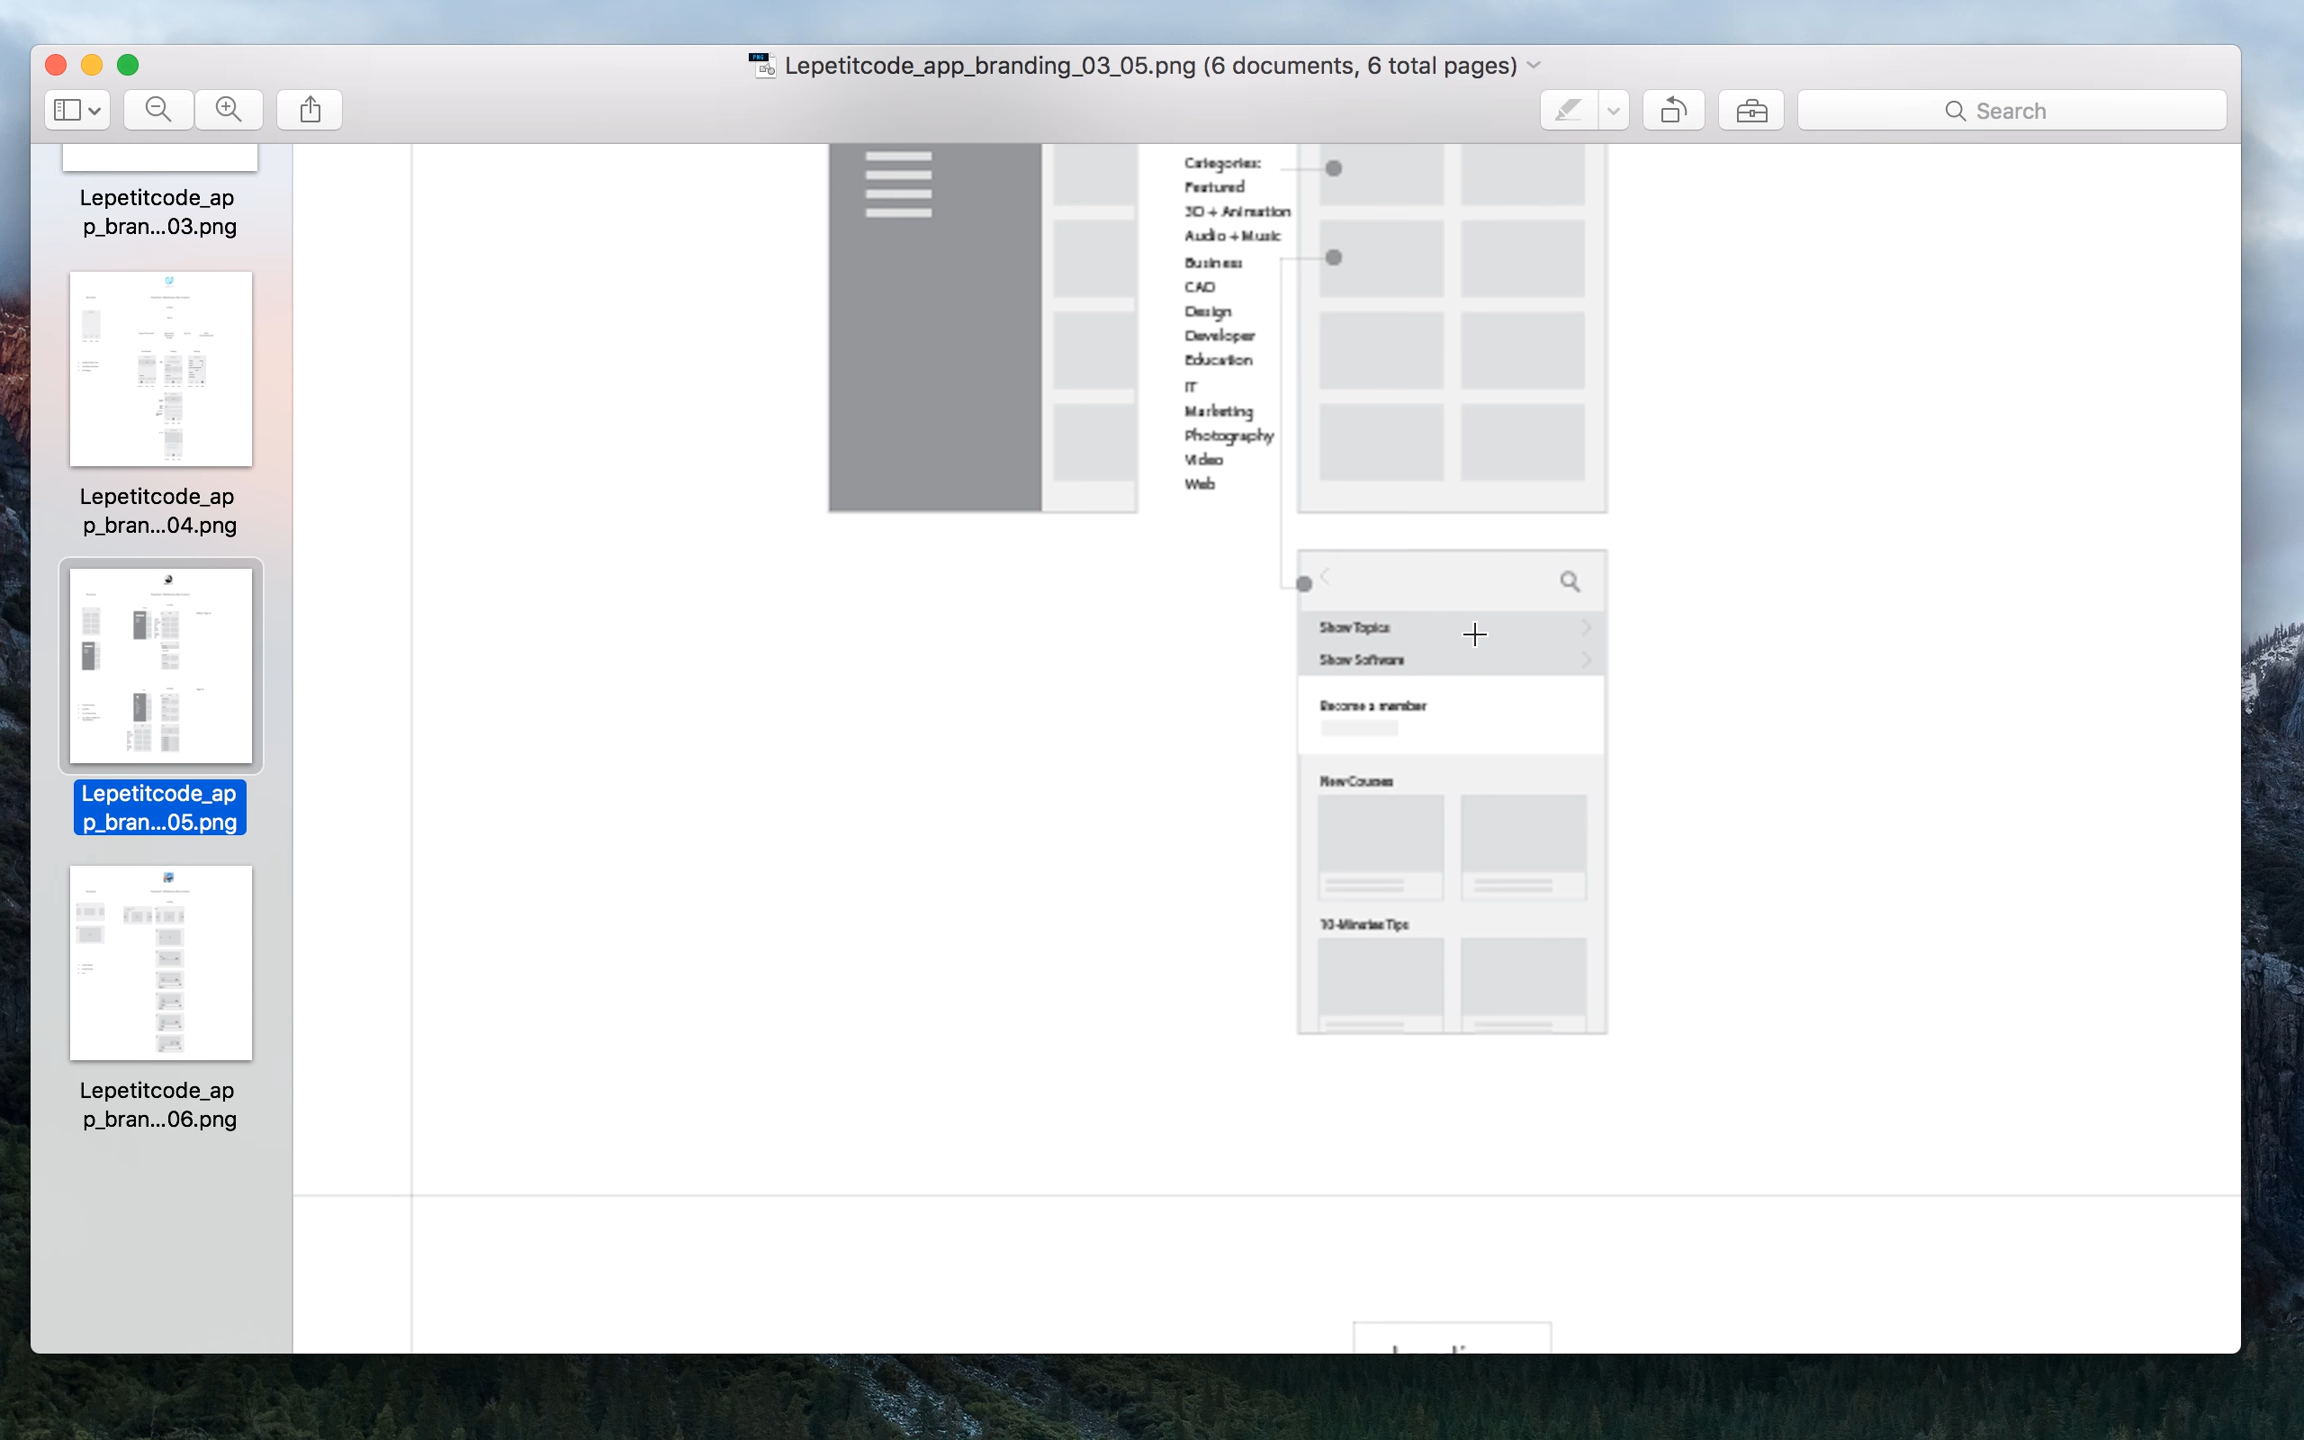 Lepetitcode_app_branding_03_05.png (6 documents, 6 total pages)
Search
Lepetitcode_ap
p_bran...03.png
Lepetitcode_ap
p_bran...04.png
Lepetitcode_ap
p_bran...05.png
Lepetitcode_ap
p_bran...06.png
Categories:
Featured
3D + Animation
Audio + Music
Business
CAD
Design
Developer
Education
IT
Marketing
Photography
Video
Web
Show Topics
Show Software
Become a member
New Courses
10-Minutes Tips